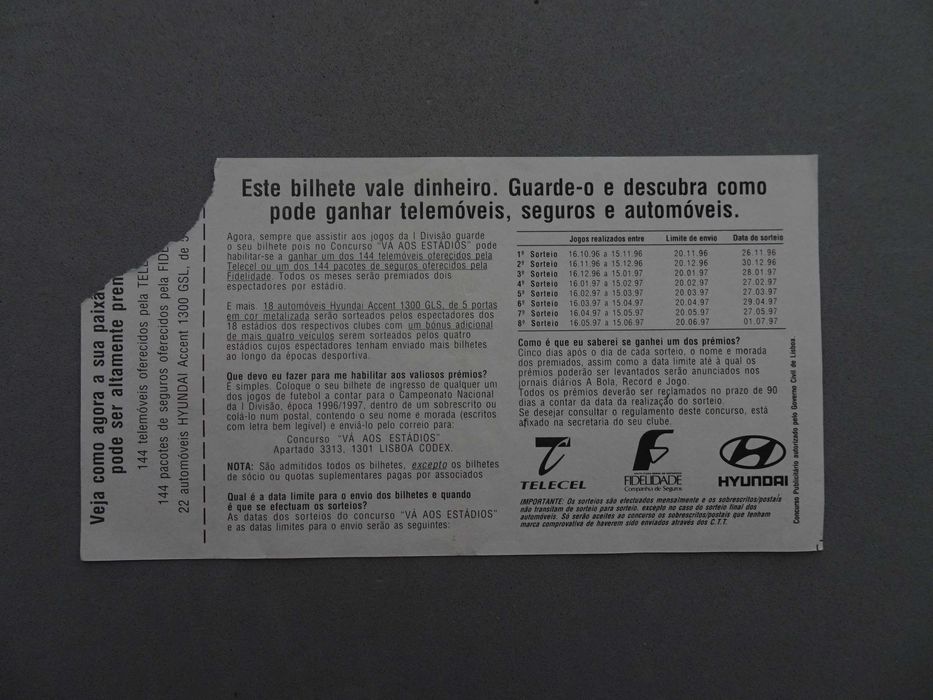 Veja como agora a sua paixã
pode ser altamente prem
144 telemóveis oferecidos pela TEL
144 pacotes de seguros oferecidos pela FID
22 automóveis HYUNDAI Accent 1300 GSL, de 5
Este bilhete vale dinheiro. Guarde-o e descubra como
pode ganhar telemóveis, seguros e automóveis.
Agora, sempre que assistir aos jogos da I Divisão guarde
o seu bilhete pois no Concurso "VÁ AOS ESTÁDIOS" pode
habilitar-se a ganhar um dos 144 telemóveis oferecidos pela
Telecel ou um dos 144 pacotes de seguros oferecidos pela
Fidelidade. Todos os meses serão premiados dois
espectadores por estádio.
E mais. 18 automóveis Hyundai Accent 1300 GLS, de 5 portas
em cor metalizada serão sorteados pelos espectadores dos
18 estádios dos respectivos clubes com um bónus adicional
de mais quatro veículos serem sorteados pelos quatro
estádios cujos espectadores tenham enviado mais bilhetes
ao longo da épocas desportiva.
Que devo eu fazer para me habilitar aos valiosos prémios?
É simples. Coloque o seu bilhete de ingresso de qualquer um
dos jogos de futebol a contar para o Campeonato Nacional
da I Divisão, época 1996/1997, dentro de um sobrescrito ou
colá-lo num postal, contendo o seu nome e morada (escritos
com letra bem legível) e enviá-lo pelo correio para:
Concurso "VÁ AOS ESTÁDIOS"
Apartado 3313, 1301 LISBOA CODEX.
NOTA: São admitidos todos os bilhetes, excepto os bilhetes
de sócio ou quotas suplementares pagas por associados
Qual é a data limite para o envio dos bilhetes e quando
é que se efectuam os sorteios?
As datas dos sorteios do concurso "VÁ AOS ESTÁDIOS"
e as datas limites para o envio serão as seguintes:
Jogos realizados entre Limite de envio Data do sorteio
1º Sorteio 16.10.96 a 15.11.96 20.11.96 26.11.96
2º Sorteio 16.11.96 a 15.12.96 20.12.96 30.12.96
3º Sorteio 16.12.96 a 15.01.97 20.01.97 28.01.97
4º Sorteio 16.01.97 a 15.02.97 20.02.97 27.02.97
5º Sorteio 16.02.97 a 15.03.97 20.03.97 27.03.97
6º Sorteio 16.03.97 a 15.04.97 20.04.97 29.04.97
7º Sorteio 16.04.97 a 15.05.97 20.05.97 27.05.97
8º Sorteio 16.05.97 a 15.06.97 20.06.97 01.07.97
Como é que eu saberei se ganhei um dos prémios?
Cinco dias após o dia de cada sorteio, o nome e morada
dos premiados, assim como a data limite até à qual os
prémios poderão ser levantados serão anunciados nos
jornais diários A Bola, Record e Jogo.
Todos os prémios deverão ser reclamados no prazo de 90
dias a contar da data da realização do sorteio.
Se desejar consultar o regulamento deste concurso, está
afixado na secretaria do seu clube.
TELECEL
FIDELIDADE
Companhia de Seguros
HYUNDAI
IMPORTANTE: Os sorteios são efectuados mensalmente e os sobrescritos/postais
não transitam de sorteio para sorteio, excepto no caso do sorteio final dos
automóveis. Só serão aceites ao concurso os sobrescritos/postais que tenham
marca comprovativa de haverem sido enviados através dos C.T.T.
Concurso Publicitário autorizado pelo Governo Civil de Lisboa